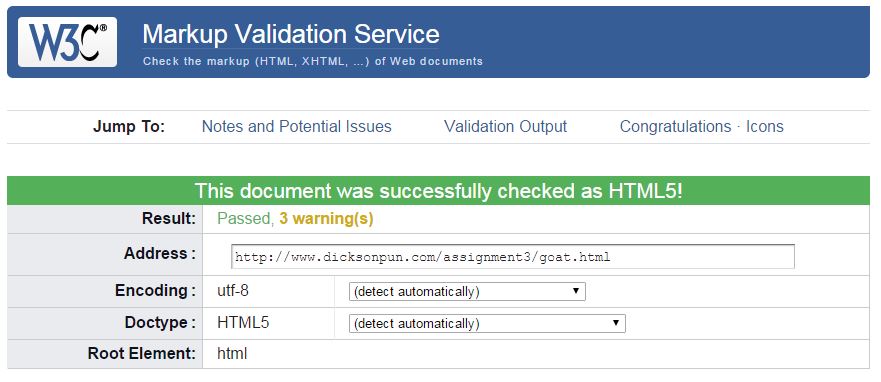 W3C®
Markup Validation Service
Check the markup (HTML, XHTML, …) of Web documents
Jump To: Notes and Potential Issues Validation Output Congratulations · Icons
This document was successfully checked as HTML5!
Result: Passed, 3 warning(s)
Address : http://www.dicksonpun.com/assignment3/goat.html
Encoding : utf-8 (detect automatically)
Doctype : HTML5 (detect automatically)
Root Element: html